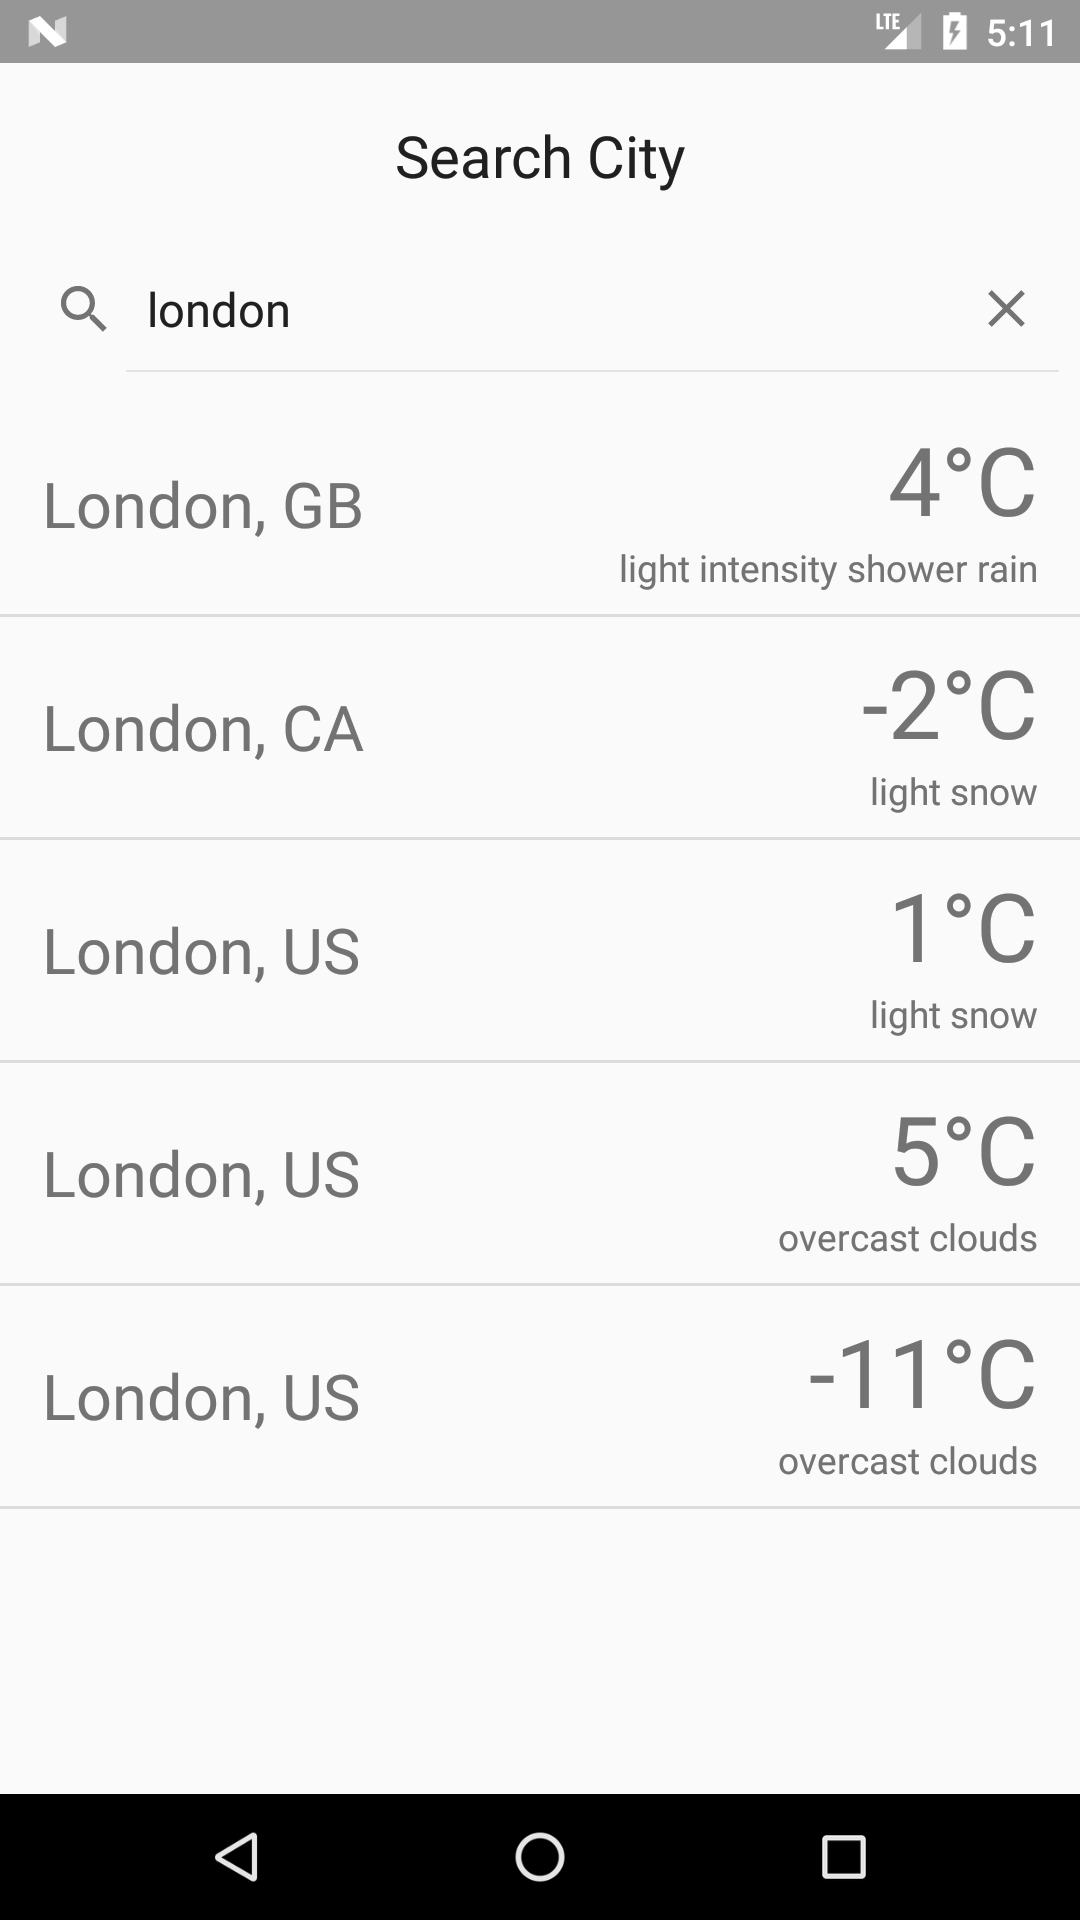 LTE 5:11
Search City
london
London, GB
4°C
light intensity shower rain
London, CA
-2°C
light snow
London, US
1°C
light snow
London, US
5°C
overcast clouds
London, US
-11°C
overcast clouds